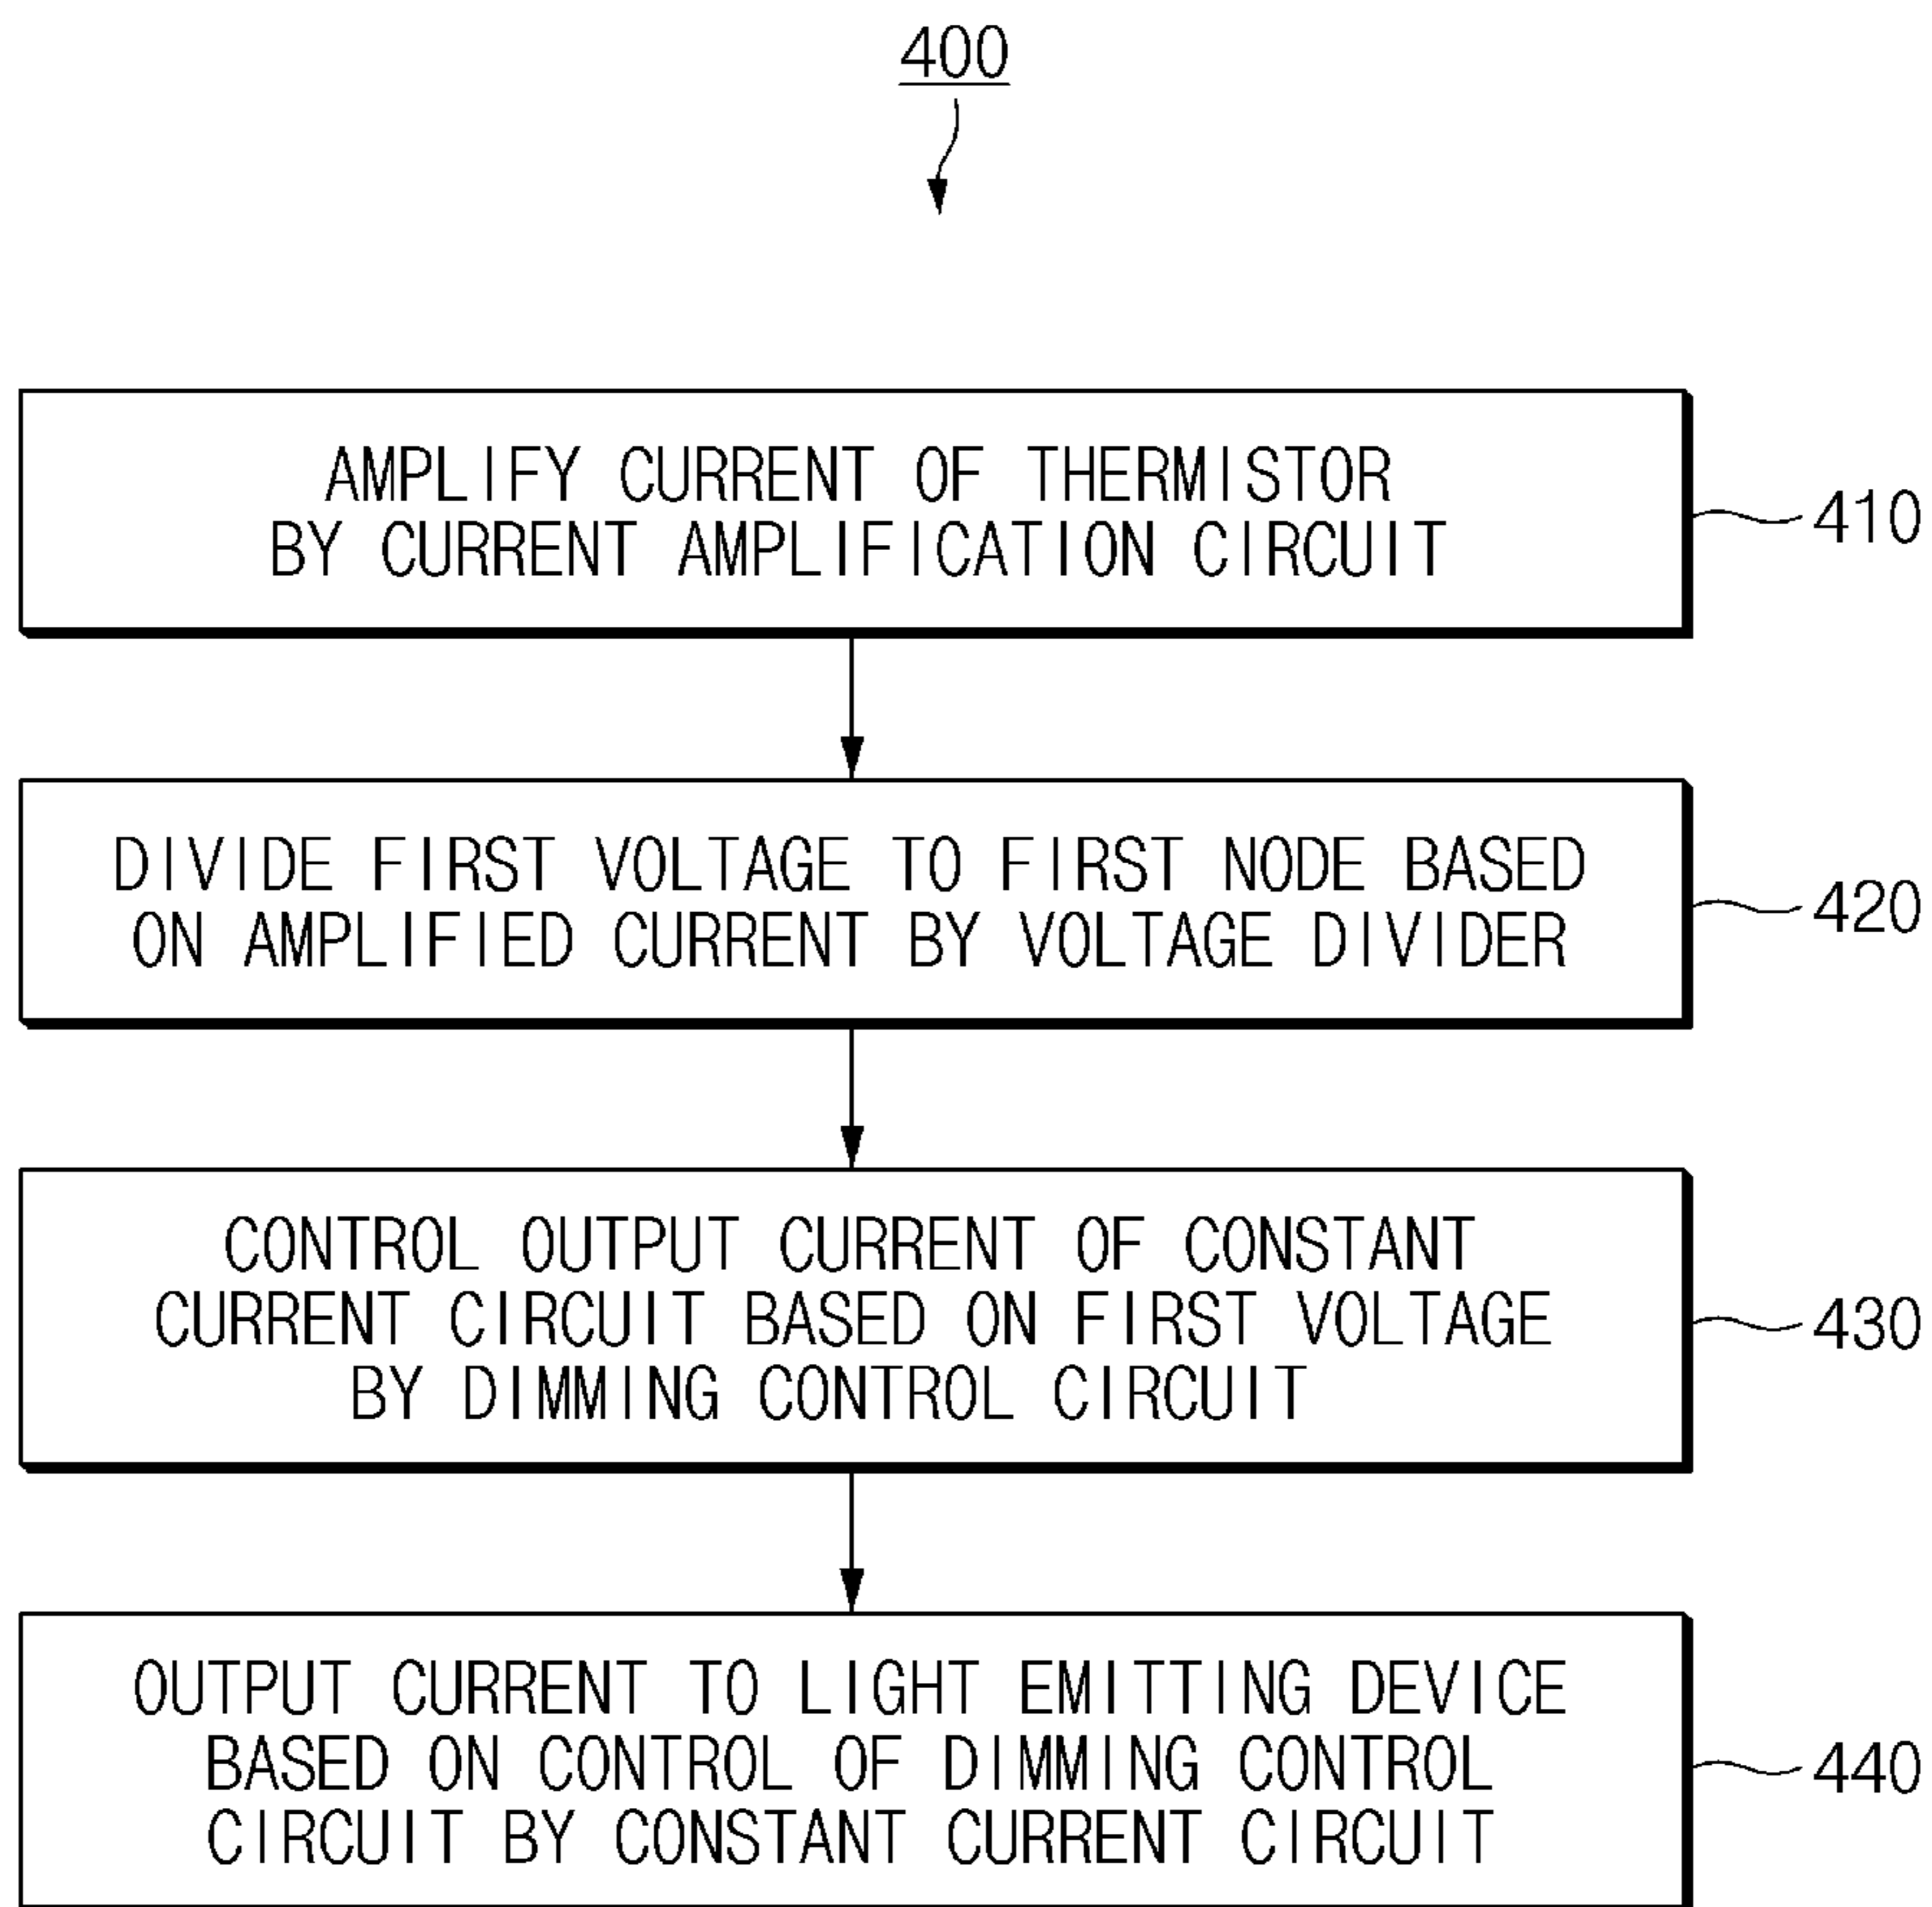 400
AMPLIFY CURRENT OF THERMISTOR
BY CURRENT AMPLIFICATION CIRCUIT
410
DIVIDE FIRST VOLTAGE TO FIRST NODE BASED
ON AMPLIFIED CURRENT BY VOLTAGE DIVIDER
420
CONTROL OUTPUT CURRENT OF CONSTANT
CURRENT CIRCUIT BASED ON FIRST VOLTAGE
BY DIMMING CONTROL CIRCUIT
430
OUTPUT CURRENT TO LIGHT EMITTING DEVICE
BASED ON CONTROL OF DIMMING CONTROL
CIRCUIT BY CONSTANT CURRENT CIRCUIT
440